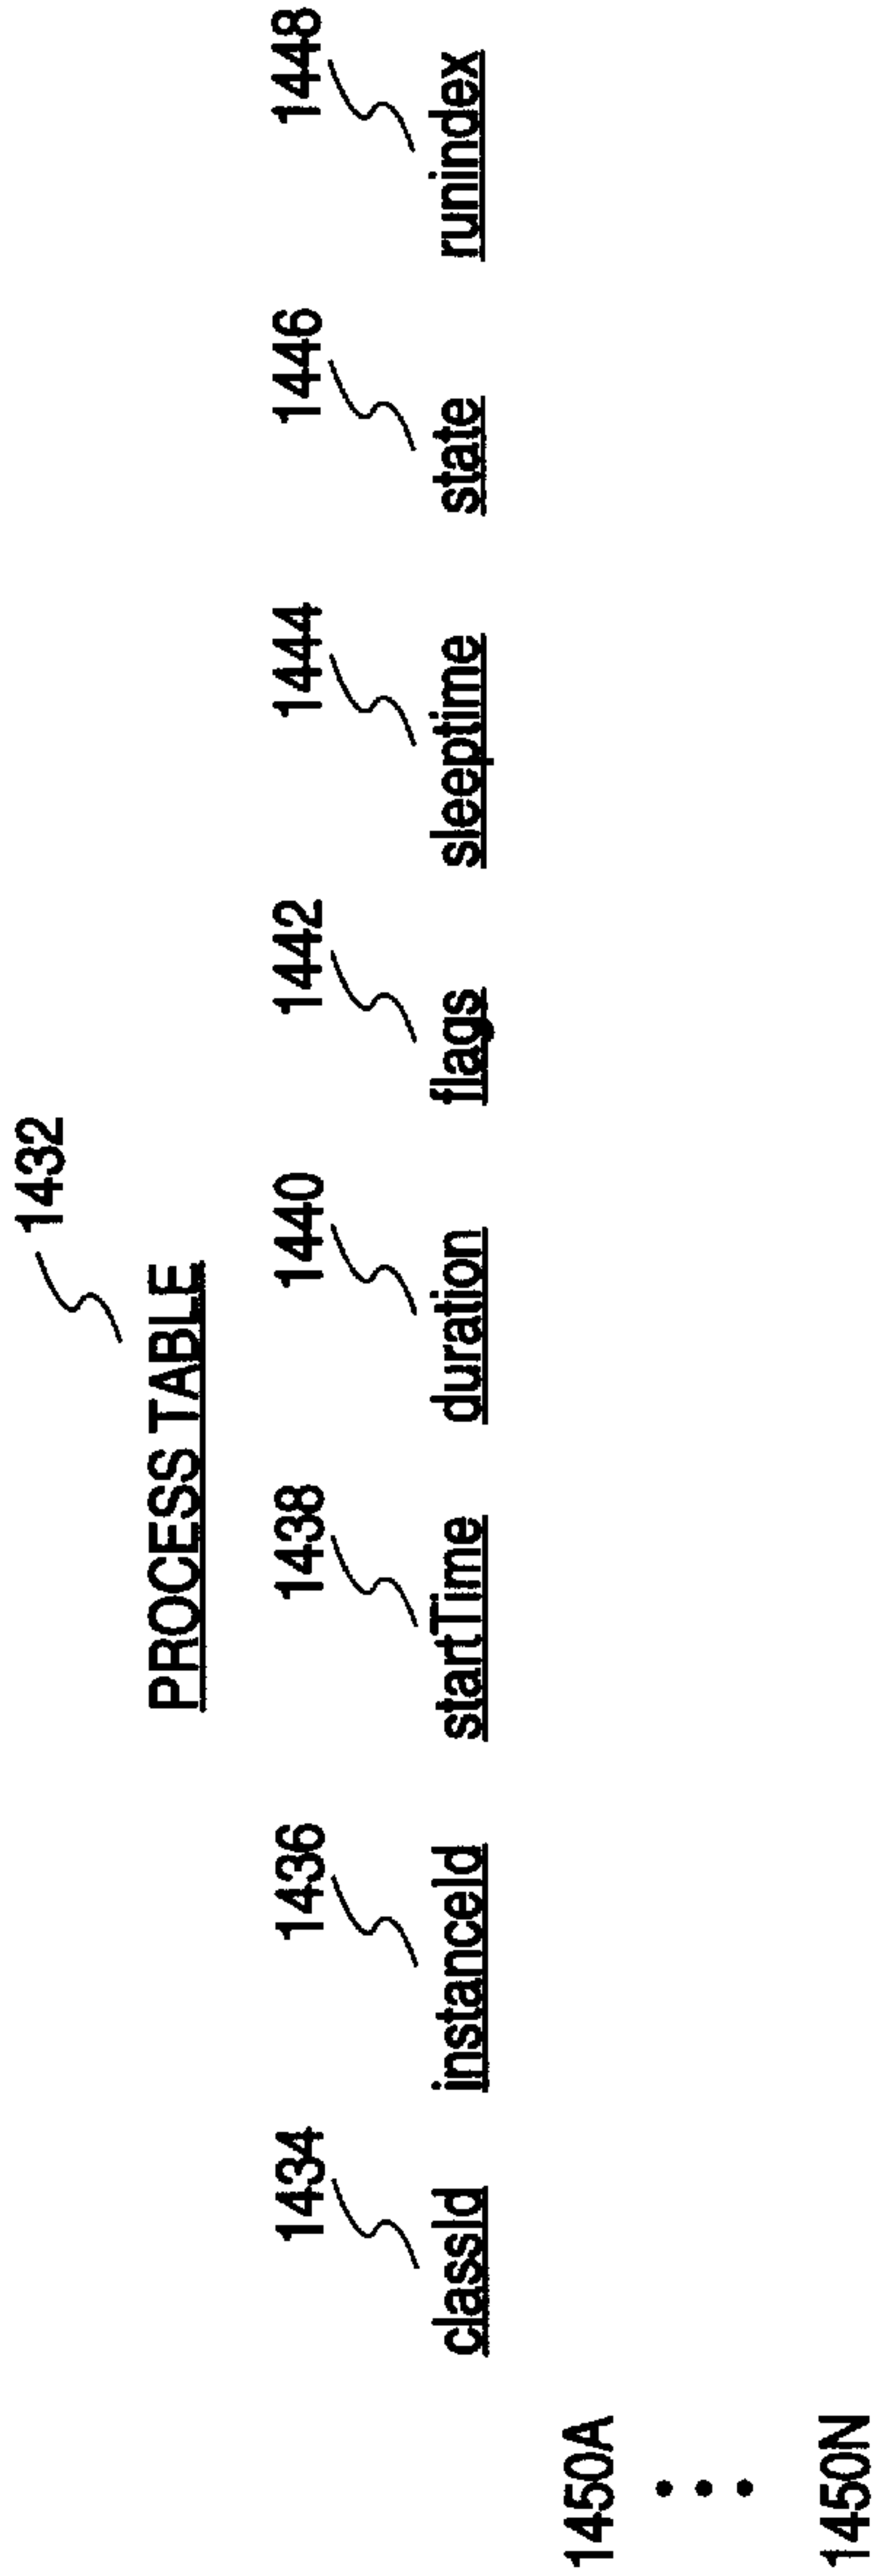 1432
PROCESS TABLE
1434 1436 1438 1440 1442 1444 1446 1448
classId instanceId startTime duration flags sleeptime state runindex
1450A
1450N